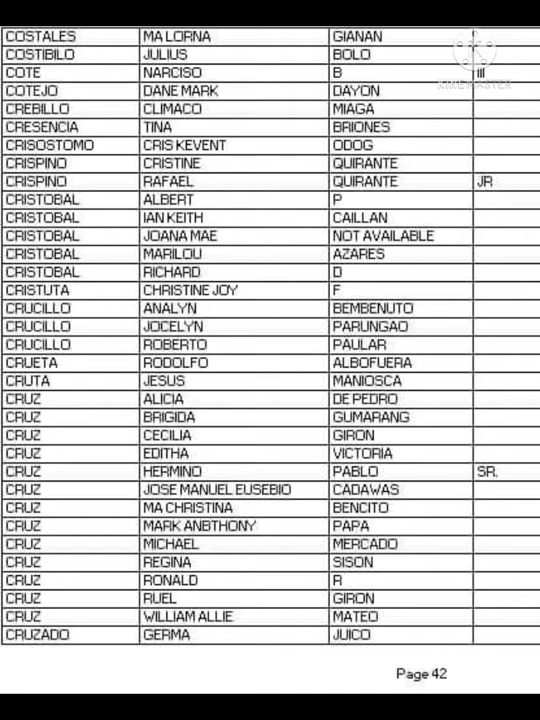 COSTALES MA LORNA GIANAN
COSTIBILO JULIUS BOLO
COTE NARCISO B III
COTEJO DANE MARK DAYON
CREBILLO CLIMACO MIAGA
CRESENCIA TINA BRIONES
CRISOSTOMO CRIS KEVENT ODOG
CRISPINO CRISTINE QUIRANTE
CRISPINO RAFAEL QUIRANTE JR
CRISTOBAL ALBERT P
CRISTOBAL IAN KEITH CAILLAN
CRISTOBAL JOANA MAE NOT AVAILABLE
CRISTOBAL MARILOU AZARES
CRISTOBAL RICHARD D
CRISTUTA CHRISTINE JOY F
CRUCILLO ANALYN BEMBENUTO
CRUCILLO JOCELYN PARUNGAO
CRUCILLO ROBERTO PAULAR
CRUETA RODOLFO ALBOFUERA
CRUTA JESUS MANIOSCA
CRUZ ALICIA DE PEDRO
CRUZ BRIGIDA GUMARANG
CRUZ CECILIA GIRON
CRUZ EDITHA VICTORIA
CRUZ HERMINO PABLO SR.
CRUZ JOSE MANUEL EUSEBIO CADAWAS
CRUZ MA CHRISTINA BENCITO
CRUZ MARK ANBTHONY PAPA
CRUZ MICHAEL MERCADO
CRUZ REGINA SISON
CRUZ RONALD R
CRUZ RUEL GIRON
CRUZ WILLIAM ALLIE MATEO
CRUZADO GERMA JUICO
Page 42
KINEMASTER